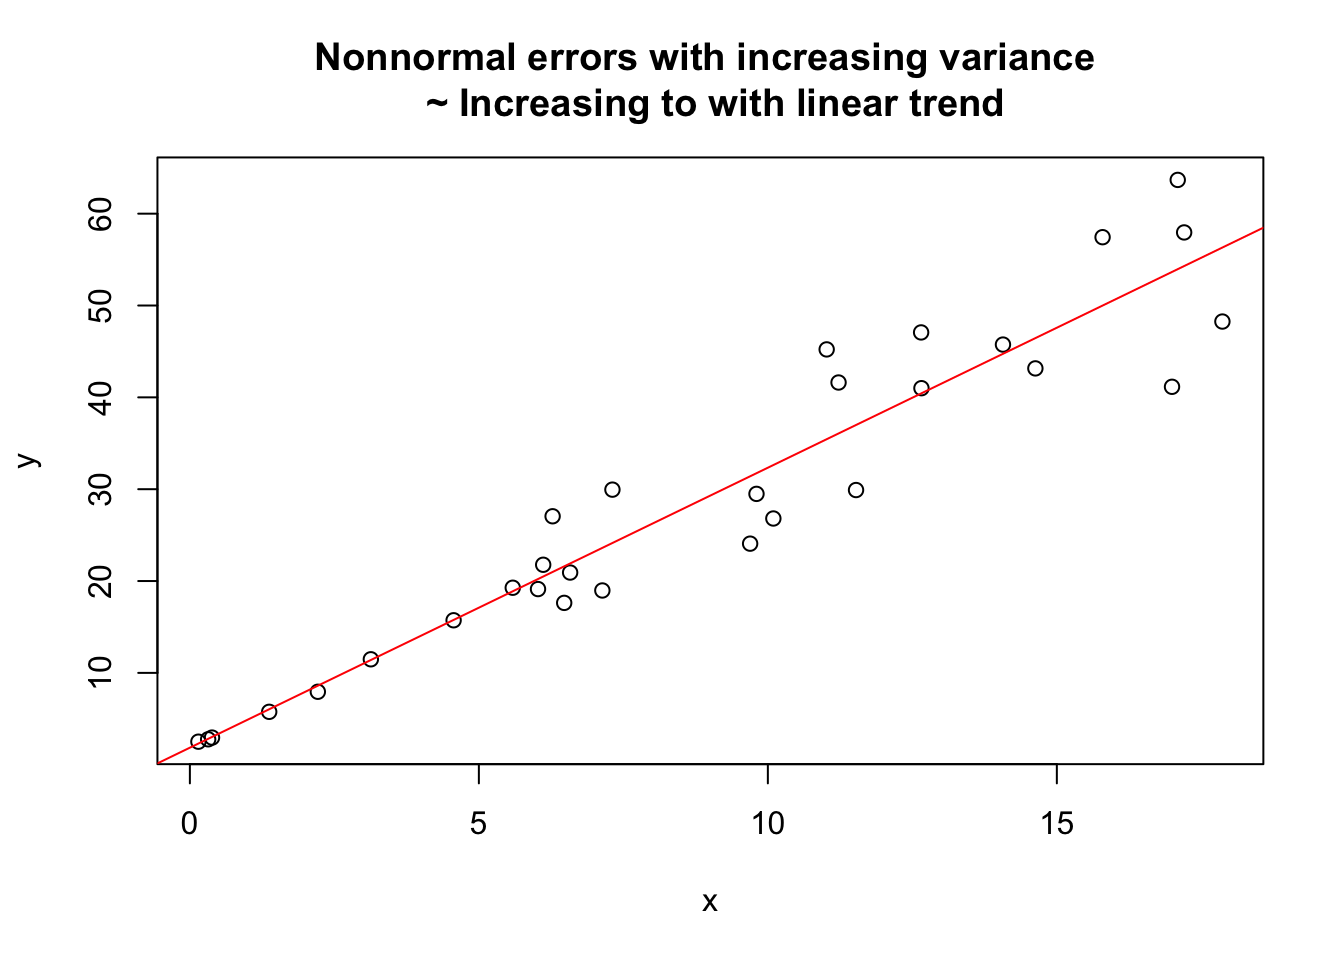 Nonnormal errors with increasing variance
~ Increasing to with linear trend
60
50
40
30
20
10
y
0 5 10 15
x